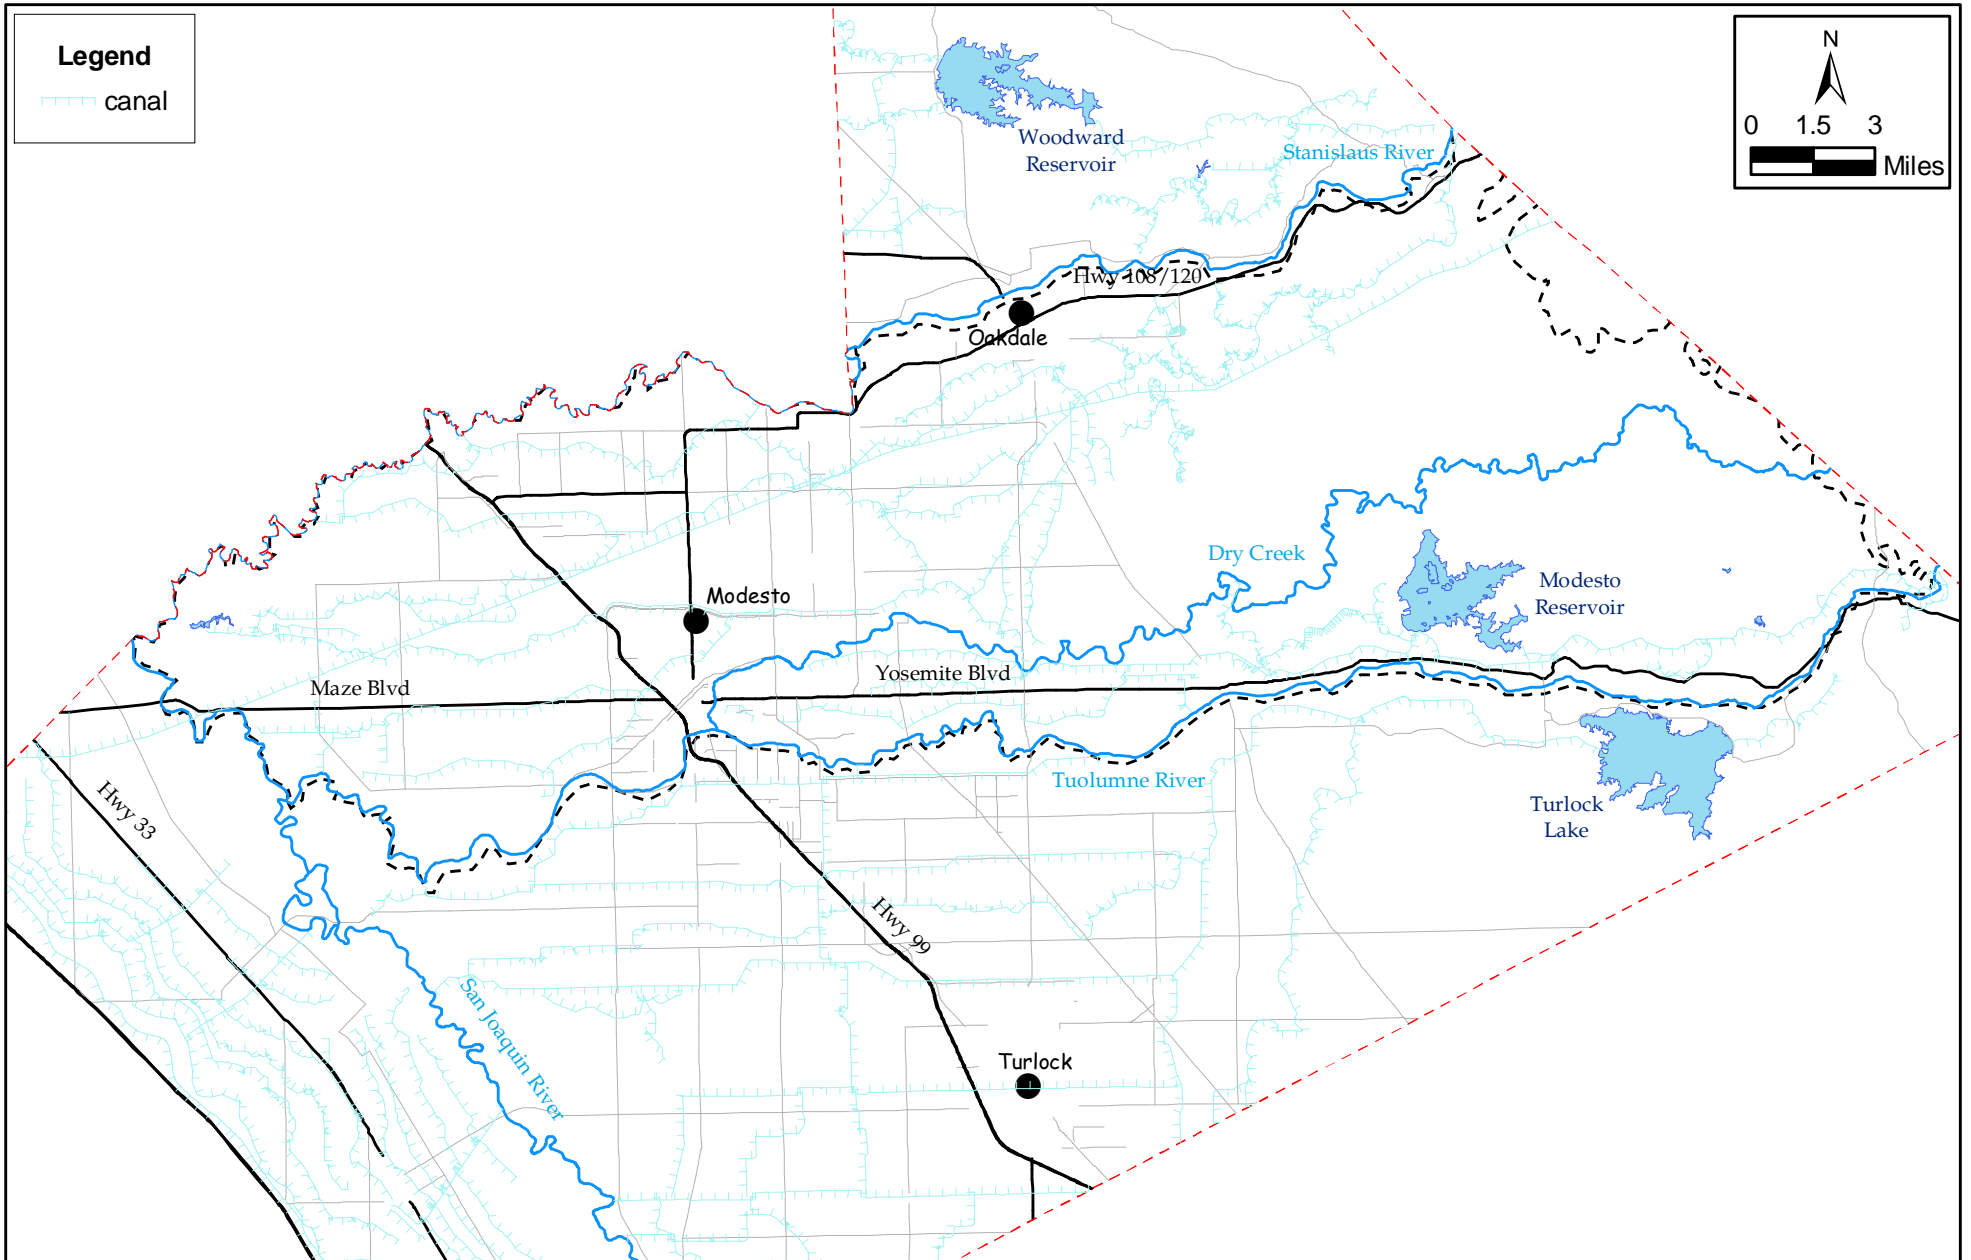 Legend
canal
N
0 1.5 3
Miles
Woodward
Reservoir
Stanislaus River
Hwy 108/120
Oakdale
Dry Creek
Modesto
Reservoir
Modesto
Yosemite Blvd
Maze Blvd
Tuolumne River
Turlock
Lake
Hwy 33
Hwy 99
San Joaquin River
Turlock